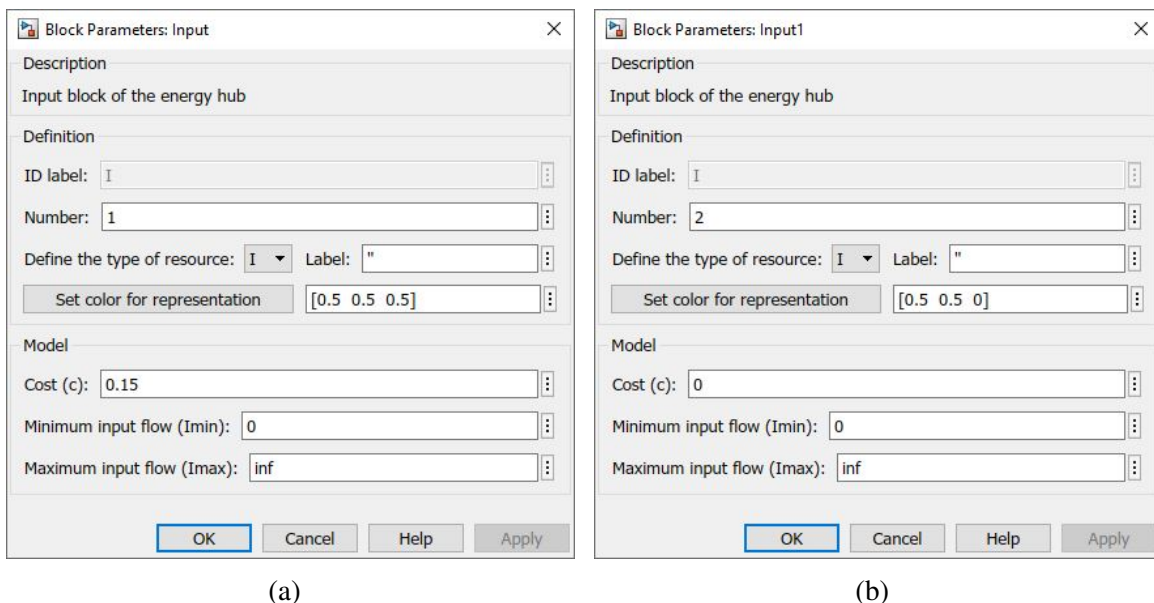 Block Parameters: Input
Description
Input block of the energy hub
Definition
ID label: I
Number: 1
Define the type of resource: I Label: ''
Set color for representation [0.5 0.5 0.5]
Model
Cost (c): 0.15
Minimum input flow (Imin): 0
Maximum input flow (Imax): inf
OK Cancel Help Apply
(a)
Block Parameters: Input1
Description
Input block of the energy hub
Definition
ID label: I
Number: 2
Define the type of resource: I Label: ''
Set color for representation [0.5 0.5 0]
Model
Cost (c): 0
Minimum input flow (Imin): 0
Maximum input flow (Imax): inf
OK Cancel Help Apply
(b)